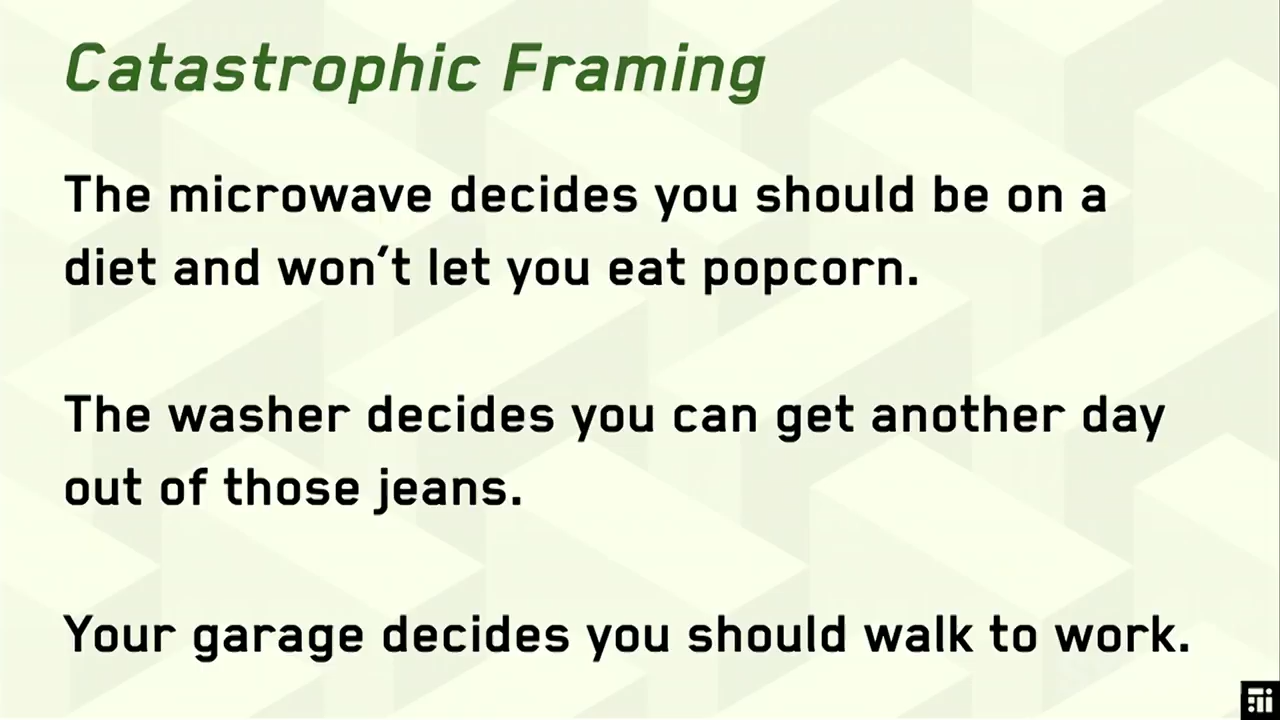 Catastrophic Framing
The microwave decides you should be on a
diet and won’t let you eat popcorn.
The washer decides you can get another day
out of those jeans.
Your garage decides you should walk to work.